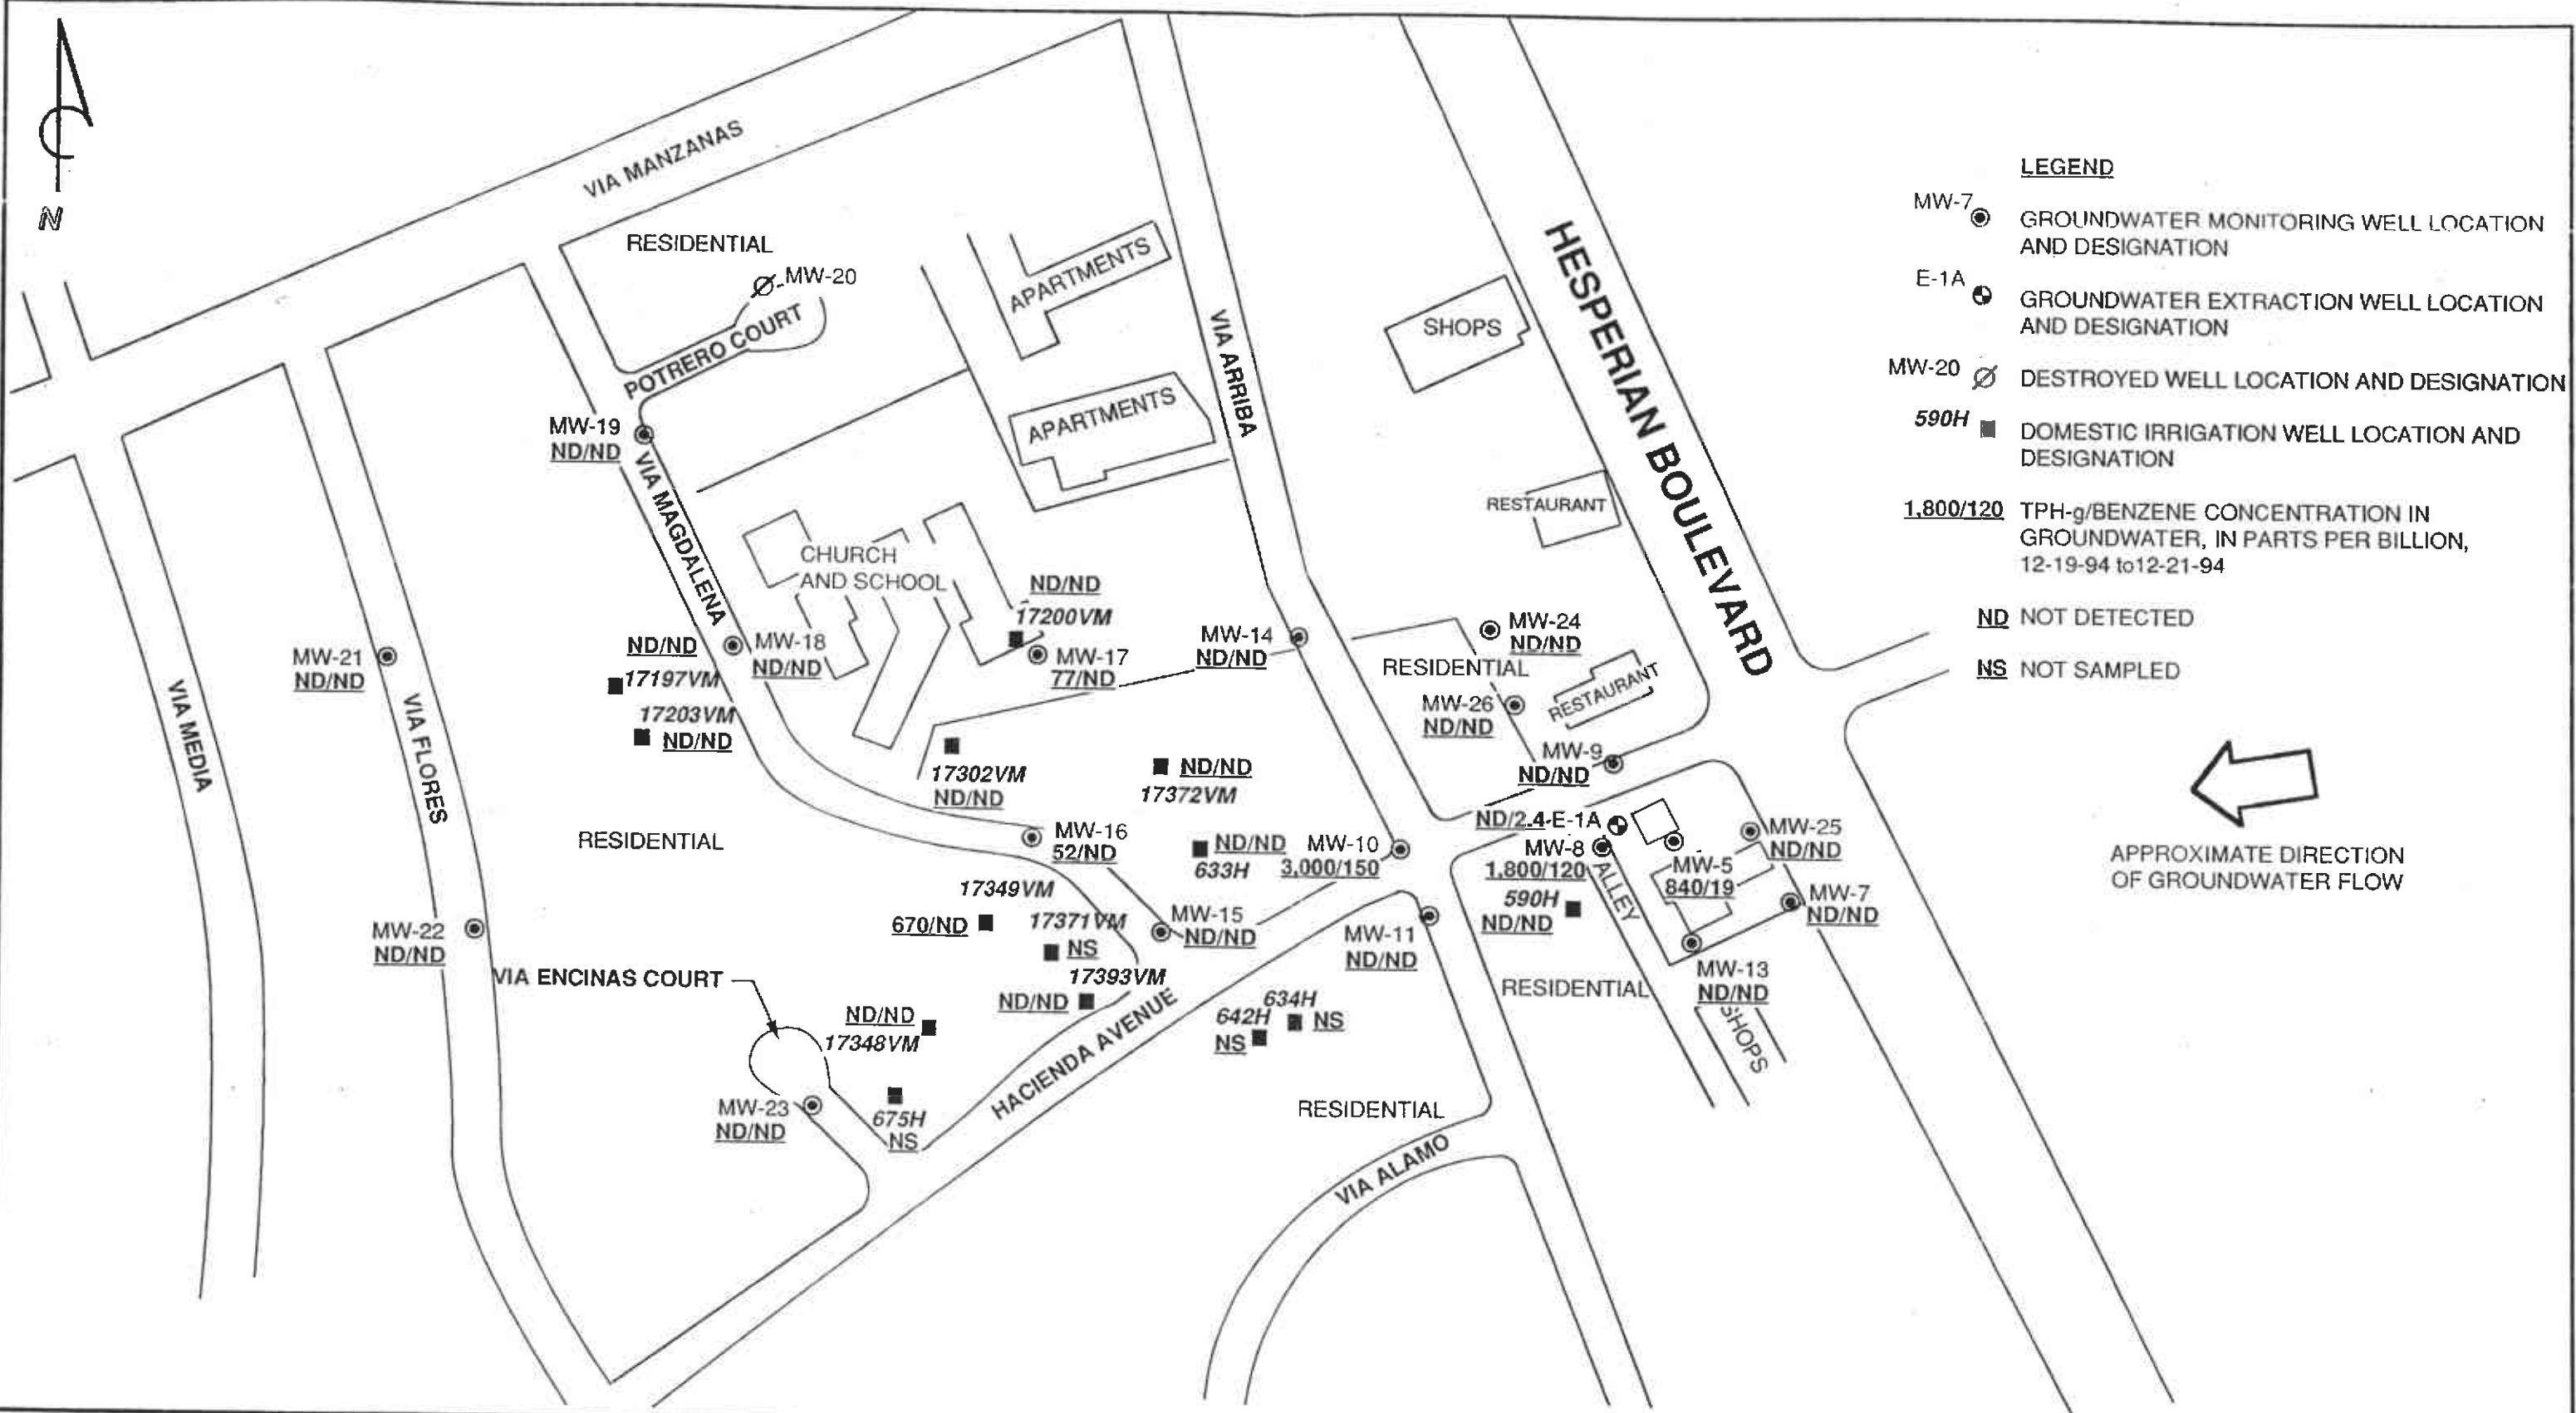 N
VIA MANZANAS
RESIDENTIAL
MW-20
POTRERO COURT
APARTMENTS
APARTMENTS
VIA ARRIBA
SHOPS
HESPERIAN BOULEVARD
RESTAURANT
MW-19
ND/ND
VIA MAGDALENA
CHURCH
AND SCHOOL
ND/ND
17200VM
MW-17
77/ND
MW-14
ND/ND
MW-24
ND/ND
RESIDENTIAL
RESTAURANT
MW-26
ND/ND
MW-9
ND/ND
MW-21
ND/ND
VIA MEDIA
VIA FLORES
ND/ND
17197VM
MW-18
ND/ND
17203VM
ND/ND
17302VM
ND/ND
ND/ND
17372VM
RESIDENTIAL
MW-16
52/ND
ND/ND
633H
MW-10
3,000/150
ND/2.4-E-1A
MW-8
1,800/120
ALLEY
MW-5
840/19
MW-25
ND/ND
MW-7
ND/ND
590H
ND/ND
MW-13
ND/ND
SHOPS
RESIDENTIAL
17349VM
670/ND
17371VM
NS
MW-15
ND/ND
MW-11
ND/ND
17393VM
ND/ND
MW-22
ND/ND
VIA ENCINAS COURT
ND/ND
17348VM
634H
NS
642H
NS
HACIENDA AVENUE
MW-23
ND/ND
675H
NS
RESIDENTIAL
VIA ALAMO
LEGEND
MW-7
GROUNDWATER MONITORING WELL LOCATION
AND DESIGNATION
E-1A
GROUNDWATER EXTRACTION WELL LOCATION
AND DESIGNATION
MW-20
DESTROYED WELL LOCATION AND DESIGNATION
590H
DOMESTIC IRRIGATION WELL LOCATION AND
DESIGNATION
1,800/120 TPH-g/BENZENE CONCENTRATION IN
GROUNDWATER, IN PARTS PER BILLION,
12-19-94 to12-21-94
ND NOT DETECTED
NS NOT SAMPLED
APPROXIMATE DIRECTION
OF GROUNDWATER FLOW